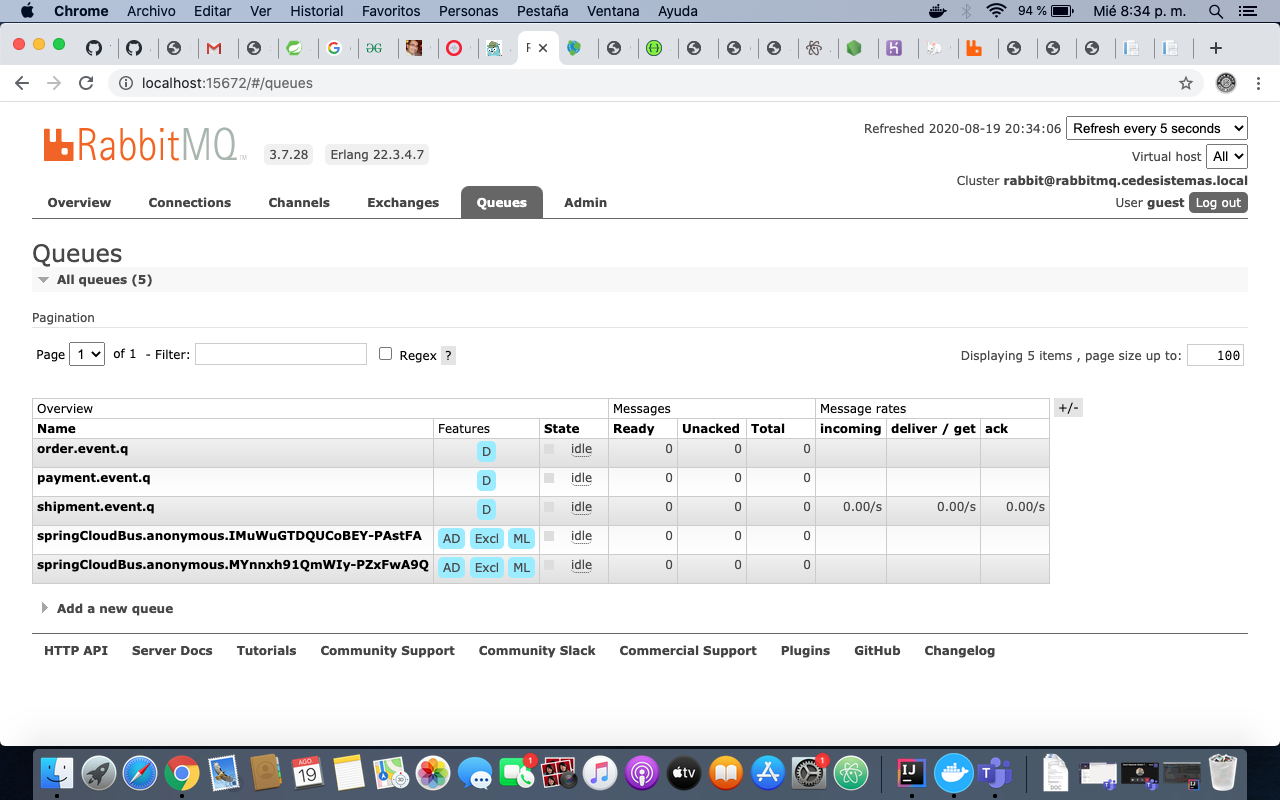 Chrome Archivo Editar Ver Historial Favoritos Personas Pestaña Ventana Ayuda 94 % Mié 8:34 p. m.
localhost:15672/#/queues
RabbitMQ TM 3.7.28 Erlang 22.3.4.7
Refreshed 2020-08-19 20:34:06 Refresh every 5 seconds
Virtual host All
Cluster rabbit@rabbitmq.cedesistemas.local
User guest Log out
Overview Connections Channels Exchanges Queues Admin
Queues
All queues (5)
Pagination
Page 1 of 1 - Filter: Regex ? Displaying 5 items , page size up to: 100
Overview Messages Message rates +/-
Name Features State Ready Unacked Total incoming deliver / get ack
order.event.q D idle 0 0 0
payment.event.q D idle 0 0 0
shipment.event.q D idle 0 0 0 0.00/s 0.00/s 0.00/s
springCloudBus.anonymous.IMuWuGTDQUCoBEY-PAstFA AD Excl ML idle 0 0 0
springCloudBus.anonymous.MYnnxh91QmWIy-PZxFwA9Q AD Excl ML idle 0 0 0
Add a new queue
HTTP API Server Docs Tutorials Community Support Community Slack Commercial Support Plugins GitHub Changelog
AGO.
19
1
tv
1
IJ
DOC